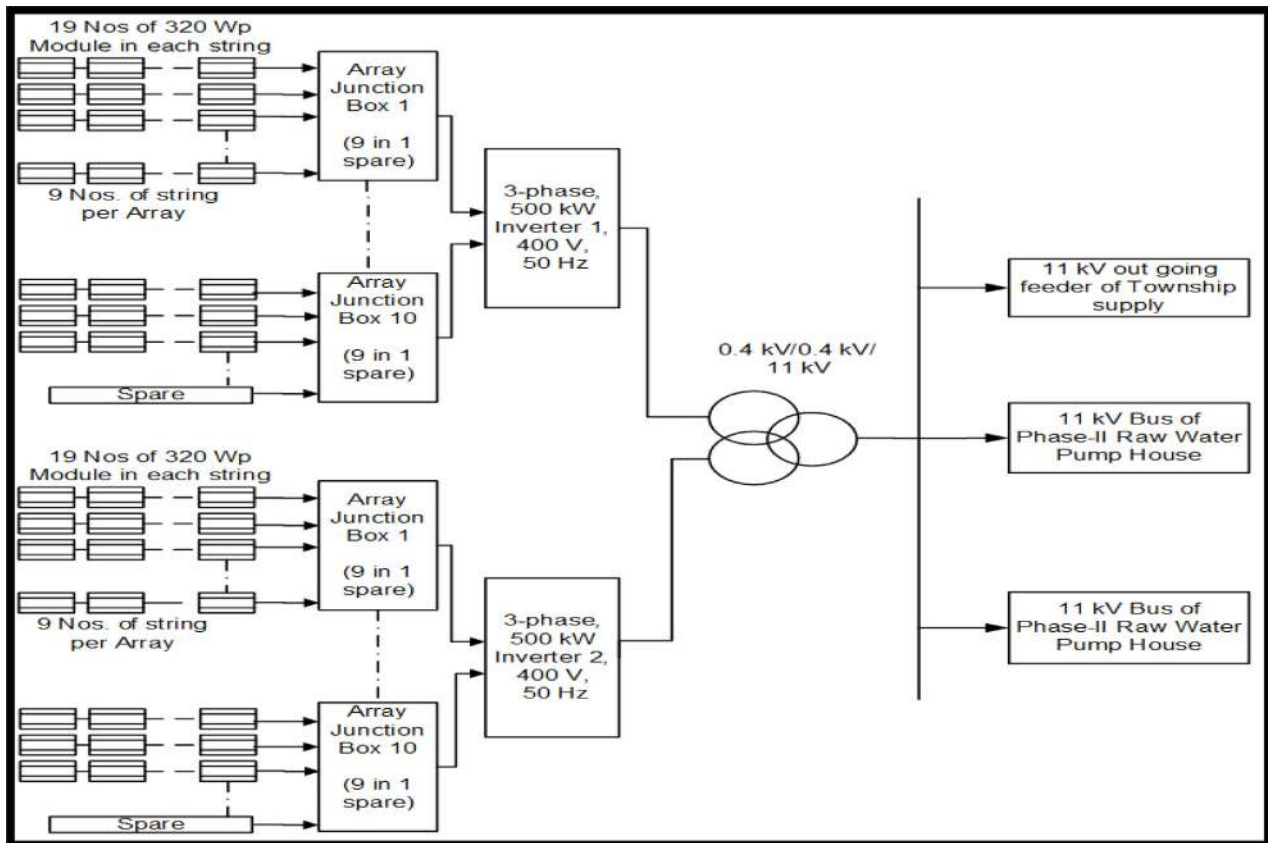 19 Nos of 320 Wp
Module in each string
Array
Junction
Box 1
(9 in 1
spare)
9 Nos. of string
per Array
3-phase,
500 kW
Inverter 1,
400 V,
50 Hz
Array
Junction
Box 10
(9 in 1
spare)
Spare
11 kV out going
feeder of Township
supply
0.4 kV/0.4 kV/
11 kV
11 kV Bus of
Phase-II Raw Water
Pump House
19 Nos of 320 Wp
Module in each string
Array
Junction
Box 1
(9 in 1
spare)
9 Nos. of string
per Array
3-phase,
500 kW
Inverter 2,
400 V,
50 Hz
11 kV Bus of
Phase-II Raw Water
Pump House
Array
Junction
Box 10
(9 in 1
spare)
Spare